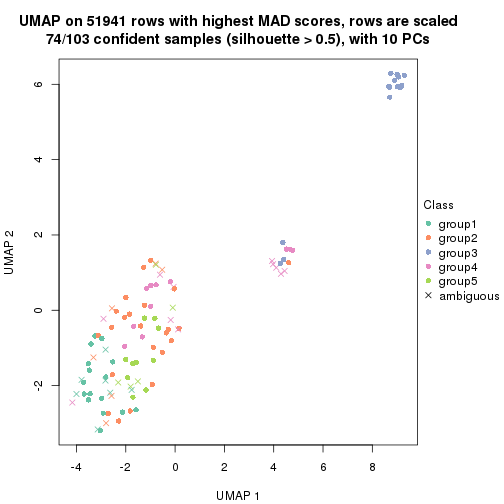 UMAP on 51941 rows with highest MAD scores, rows are scaled
74/103 confident samples (silhouette > 0.5), with 10 PCs
6
4
2
0
-2
UMAP 2
-4
-2
0
2
4
6
8
UMAP 1
Class
group1
group2
group3
group4
group5
ambiguous